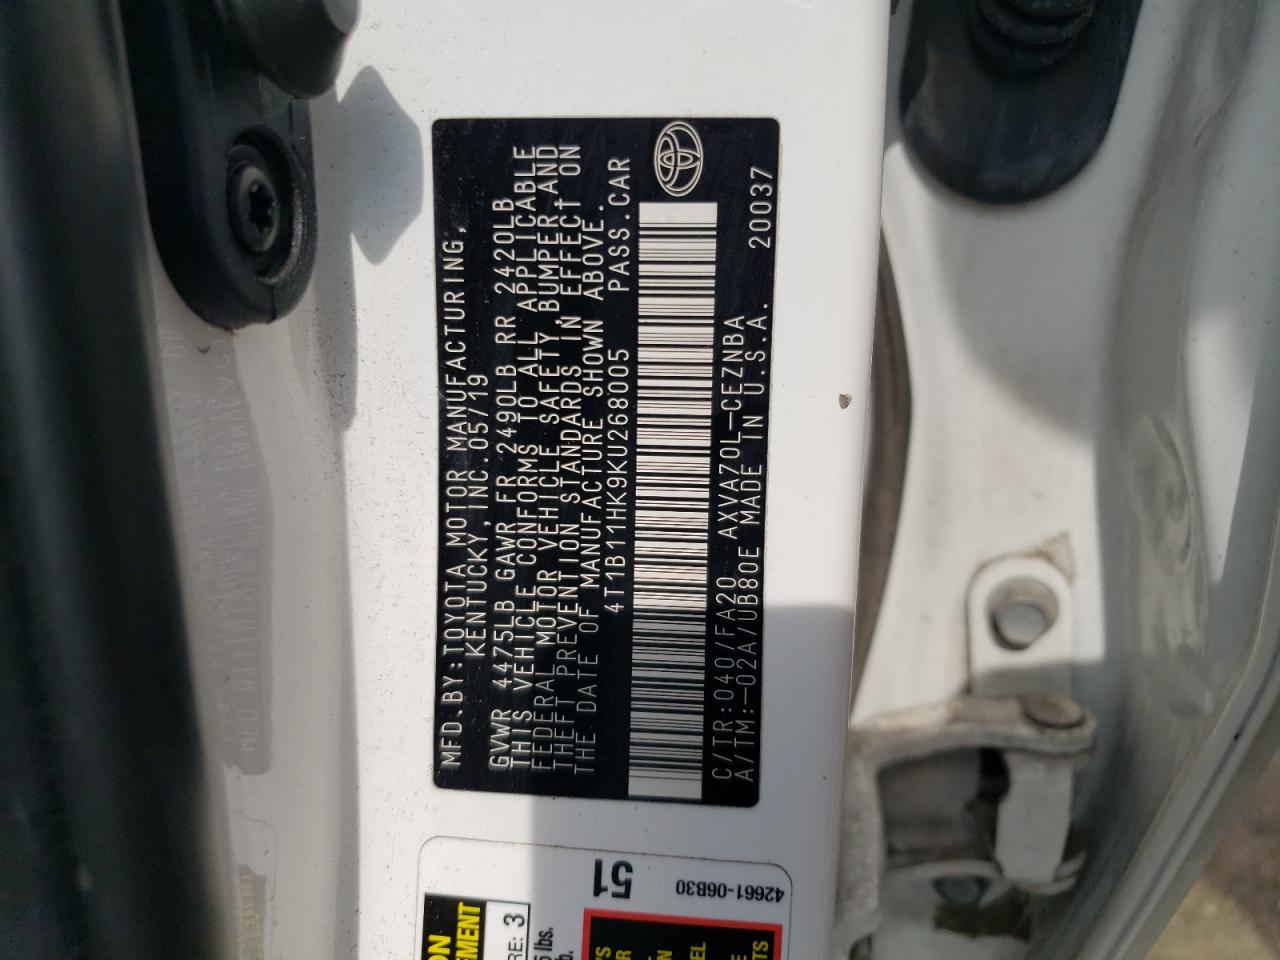 MFD.BY:TOYOTA MOTOR MANUFACTURING,
KENTUCKY,INC.05/19
GVWR 4475LB GAWR FR 2490LB RR 2420LB
THIS VEHICLE CONFORMS TO ALL APPLICABLE
FEDERAL MOTOR VEHICLE SAFETY,BUMPER,AND
THEFT PREVENTION STANDARDS IN EFFECT ON
THE DATE OF MANUFACTURE SHOWN ABOVE.
4T1B11HK9KU268005 PASS.CAR
C/TR:040/FA20 AXVA70L-CEZNBA
A/TM:-02A/UB80E MADE IN U.S.A. 20037
51
42661-06B30
3